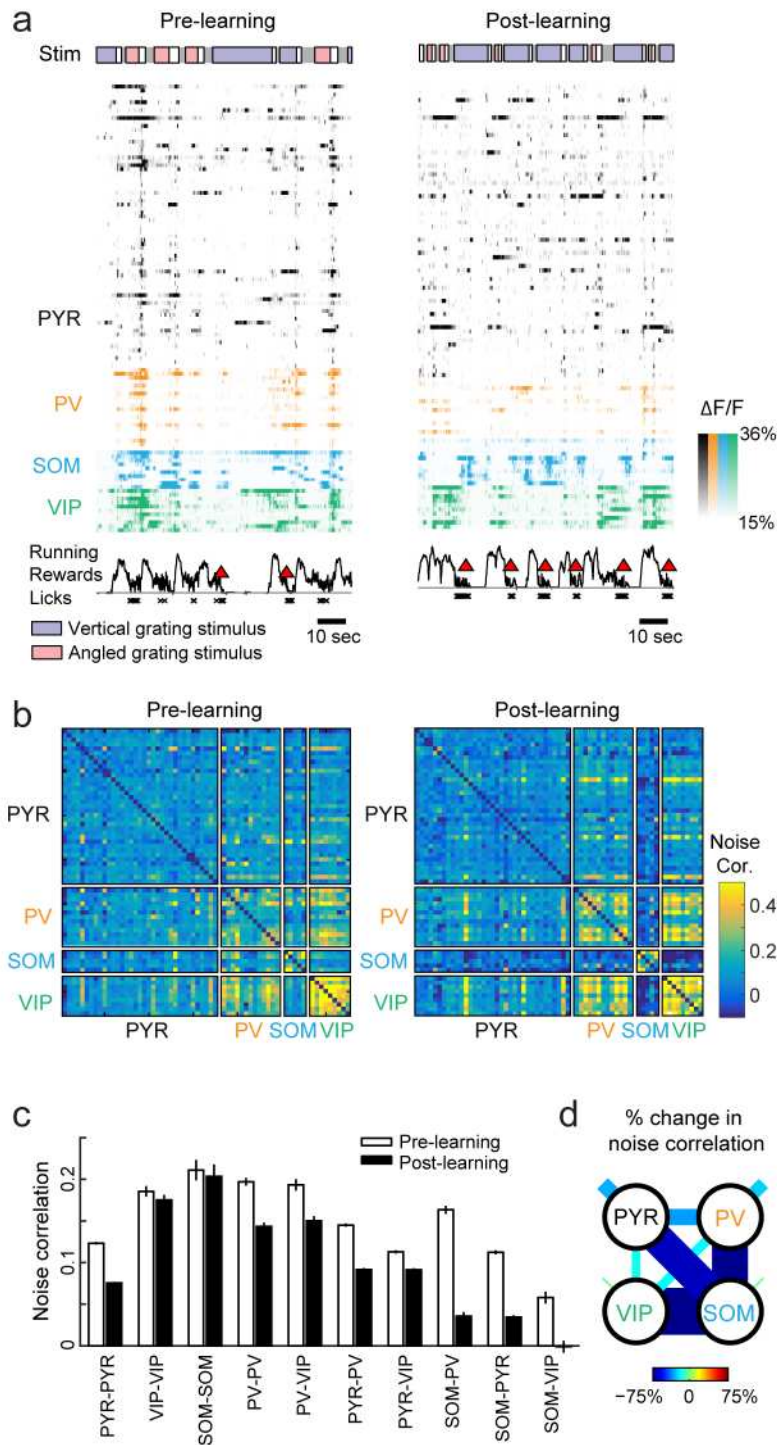 a
Pre-learning
Post-learning
Stim
PYR
PV
SOM
VIP
ΔF/F
36%
15%
Running
Rewards
Licks
10 sec
10 sec
Vertical grating stimulus
Angled grating stimulus
b
Pre-learning
Post-learning
PYR
PV
SOM
VIP
PYR
PV
SOM
VIP
PYR PV SOM VIP
PYR PV SOM VIP
Noise
Cor.
0.4
0.2
0
c
Pre-learning
Post-learning
Noise correlation
0.2
0.1
0
PYR-PYR
VIP-VIP
SOM-SOM
PV-PV
PV-VIP
PYR-PV
PYR-VIP
SOM-PV
SOM-PYR
SOM-VIP
d
% change in
noise correlation
PYR
PV
VIP
SOM
−75% 0 75%